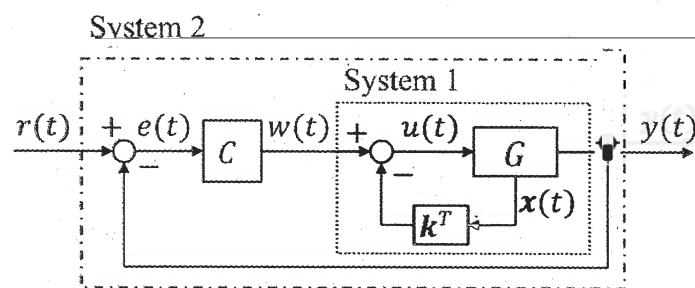 System 2
System 1
r(t) + e(t) C w(t) + u(t) G y(t)
− − x(t)
k^T